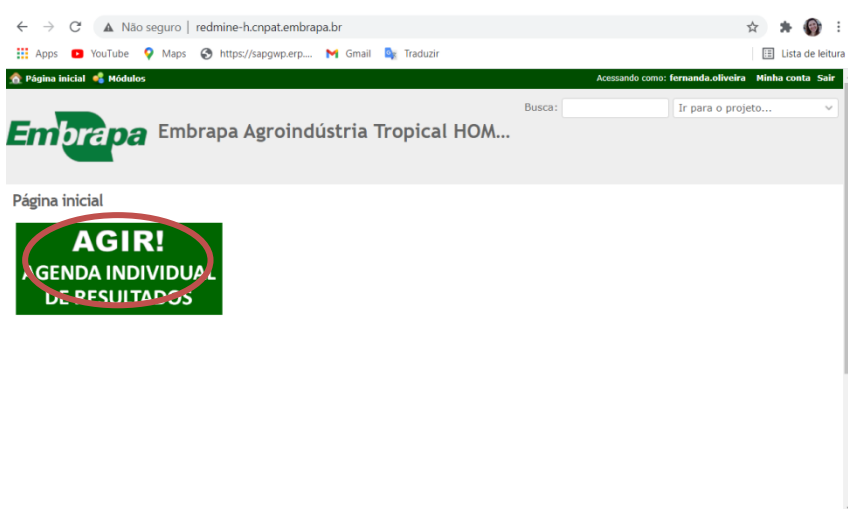 Não seguro | redmine-h.cnpat.embrapa.br
Apps YouTube Maps https://sapgwp.erp.... Gmail Traduzir Lista de leitura
Página inicial Módulos Acessando como: fernanda.oliveira Minha conta Sair
Busca: Ir para o projeto...
Embrapa Embrapa Agroindústria Tropical HOM...
Página inicial
AGIR!
AGENDA INDIVIDUAL
DE RESULTADOS